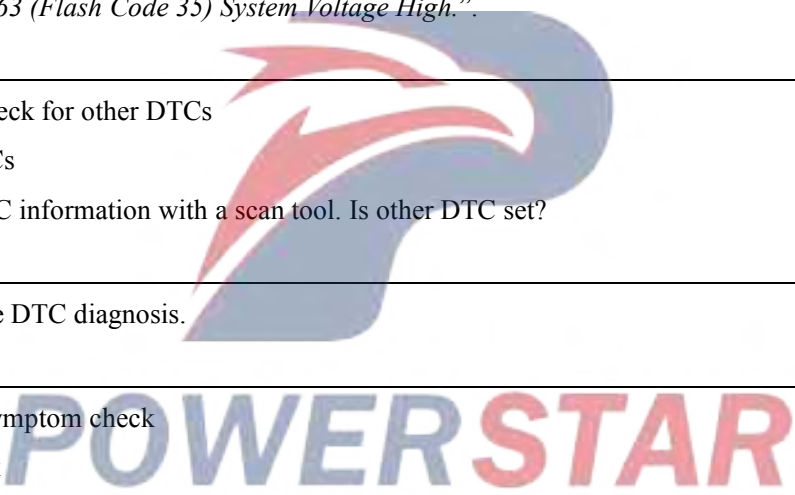 63 (Flash Code 35) System Voltage High.”.
eck for other DTCs
Cs
C information with a scan tool. Is other DTC set?
e DTC diagnosis.
ymptom check
POWERSTAR